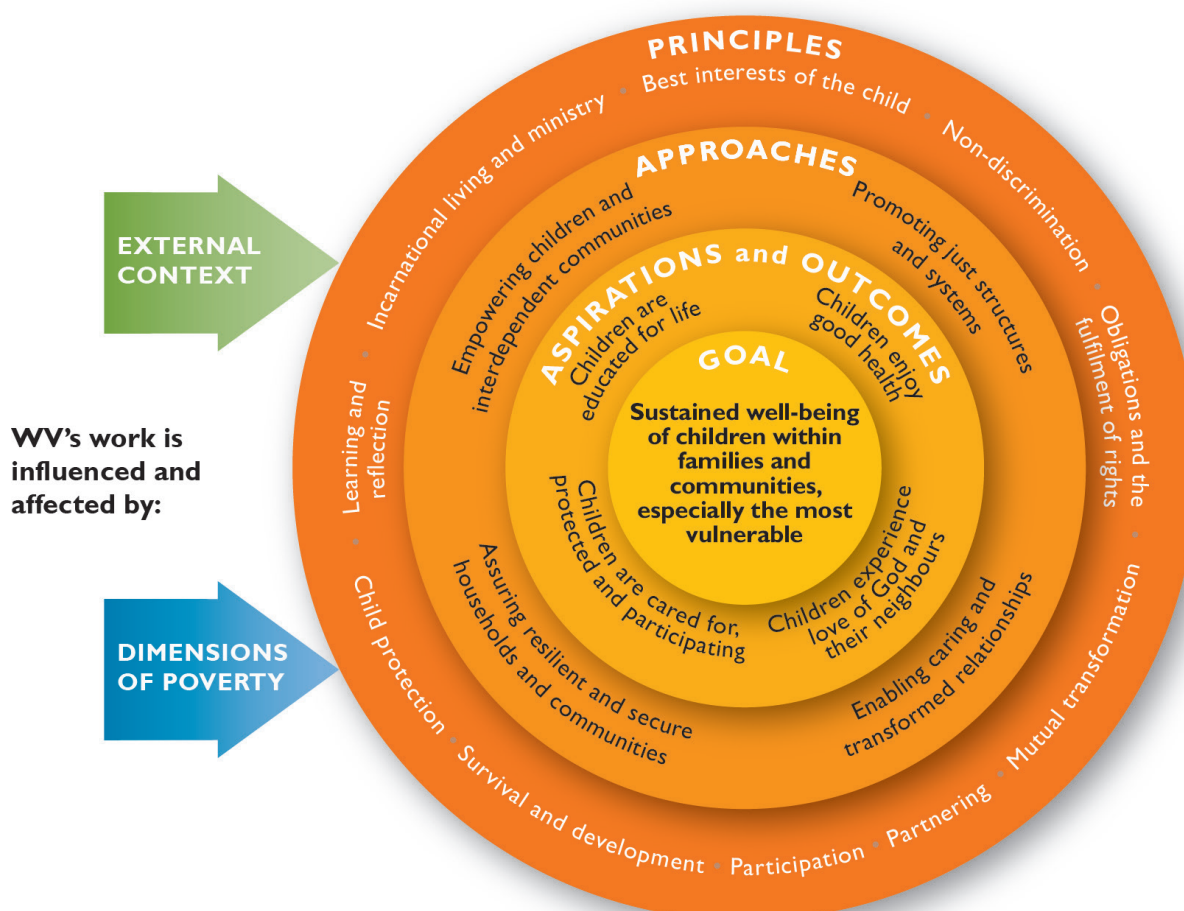 PRINCIPLES
Best interests of the child
Non-discrimination
Obligations and the
fulfilment of rights
Mutual transformation
Partnering
Participation
Survival and development
Child protection
Learning and
reflection
Incarnational living and ministry
APPROACHES
Empowering children and
interdependent communities
Promoting just structures
and systems
Enabling caring and
transformed relationships
Assuring resilient and secure
households and communities
ASPIRATIONS and OUTCOMES
Children are
educated for life
Children enjoy
good health
Children experience
love of God and
their neighbours
Children are cared for,
protected and participating
GOAL
Sustained well-being
of children within
families and
communities,
especially the most
vulnerable
EXTERNAL
CONTEXT
WV's work is
influenced and
affected by:
DIMENSIONS
OF POVERTY